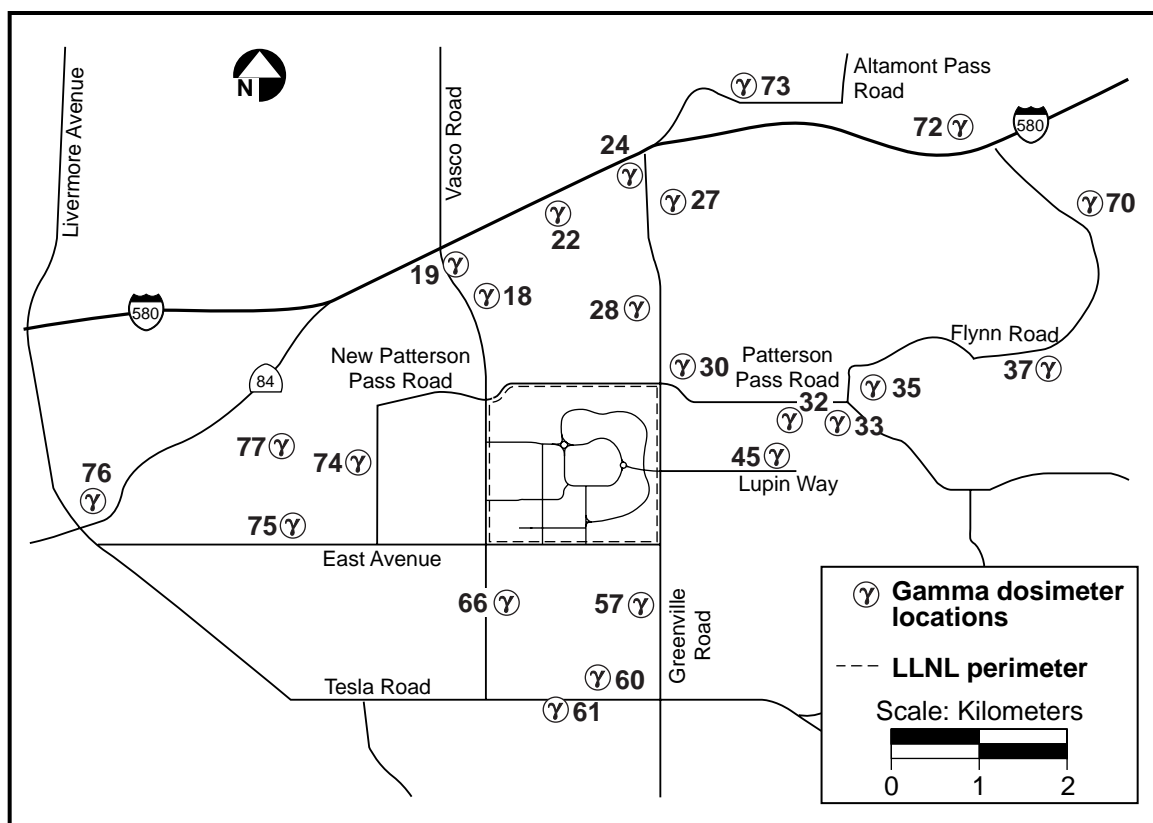 Livermore Avenue
N
Vasco Road
γ 73
Altamont Pass
Road
72 γ
580
24
γ
γ 27
γ 70
γ
22
19 γ
γ 18
28 γ
580
New Patterson
Pass Road
γ 30
Patterson
Pass Road
Flynn Road
37 γ
84
γ 35
32
γ
γ 33
77 γ
74 γ
45 γ
Lupin Way
76
γ
75 γ
East Avenue
66 γ
57 γ
Greenville
Road
γ 60
γ 61
Tesla Road
γ Gamma dosimeter
locations
LLNL perimeter
Scale: Kilometers
0 1 2